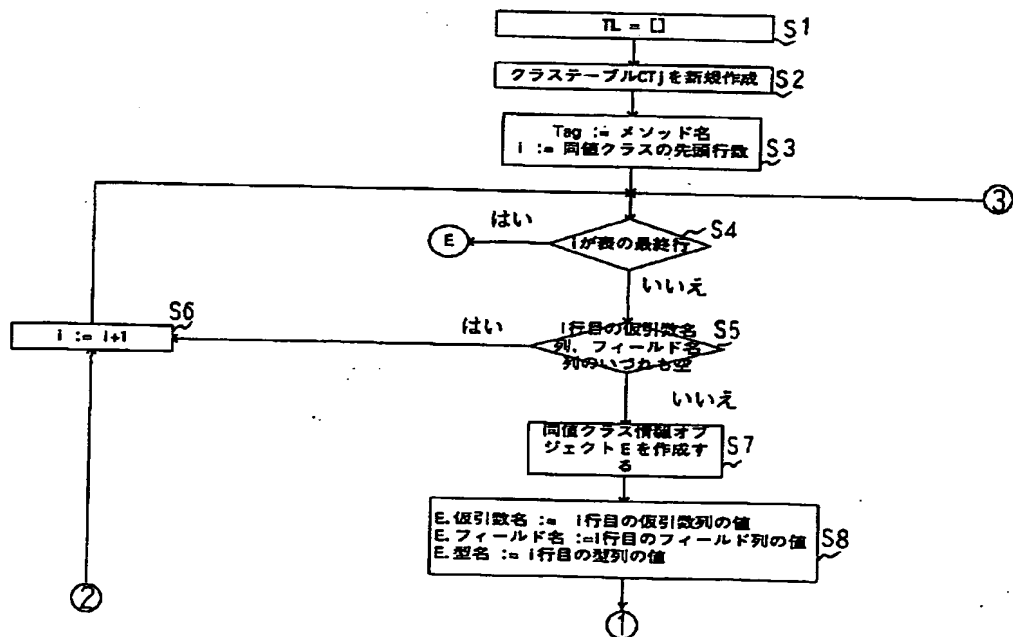 TL = []
S1
クラステーブルCTjを新規作成
S2
Tag := メソッド名
i := 同値クラスの先頭行数
S3
③
はい
E
iが表の最終行
S4
いいえ
S6
i := i+1
はい
i行目の仮引数名
列、フィールド名
列のいづれも空
S5
いいえ
同値クラス情報オブ
ジェクトEを作成す
る
S7
E.仮引数名 := i行目の仮引数列の値
E.フィールド名 :=i行目のフィールド列の値
E.型名 := i行目の型列の値
S8
②
①